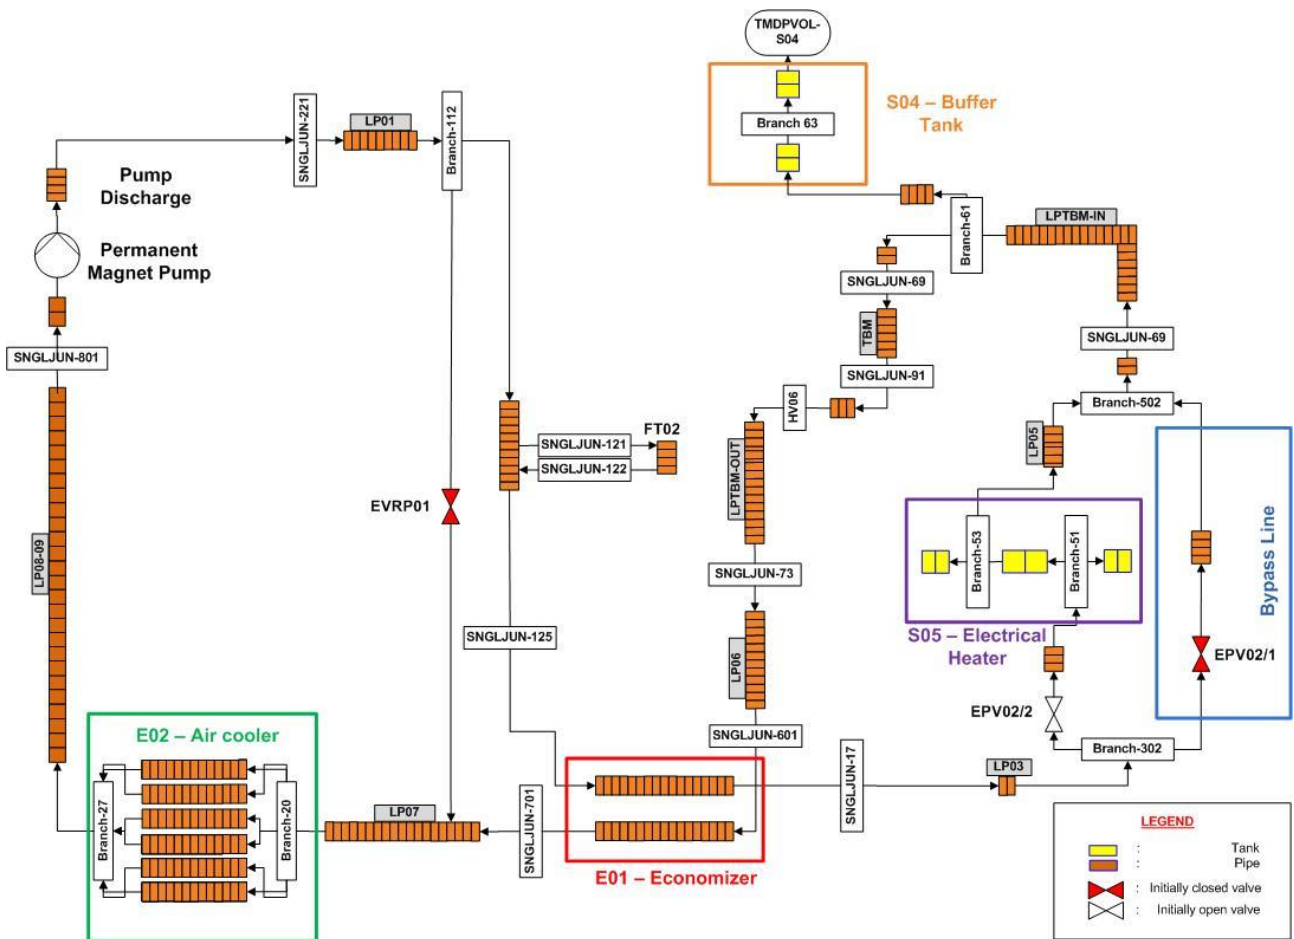 TMDPVOL-
S04
S04 – Buffer
Tank
Branch 63
SNGLJUN-221
LP01
Branch-112
Pump
Discharge
Permanent
Magnet Pump
SNGLJUN-801
LP08-09
EVRP01
SNGLJUN-121
SNGLJUN-122
FT02
SNGLJUN-125
Branch-61
LPTBM-IN
SNGLJUN-69
TBM
SNGLJUN-91
HV06
LPTBM-OUT
SNGLJUN-73
LP06
SNGLJUN-601
SNGLJUN-69
Branch-502
LP05
Branch-53
Branch-51
S05 – Electrical
Heater
Bypass Line
EPV02/1
EPV02/2
Branch-302
LP03
SNGLJUN-17
E02 – Air cooler
Branch-27
Branch-20
LP07
SNGLJUN-701
E01 – Economizer
LEGEND
: Tank
: Pipe
: Initially closed valve
: Initially open valve